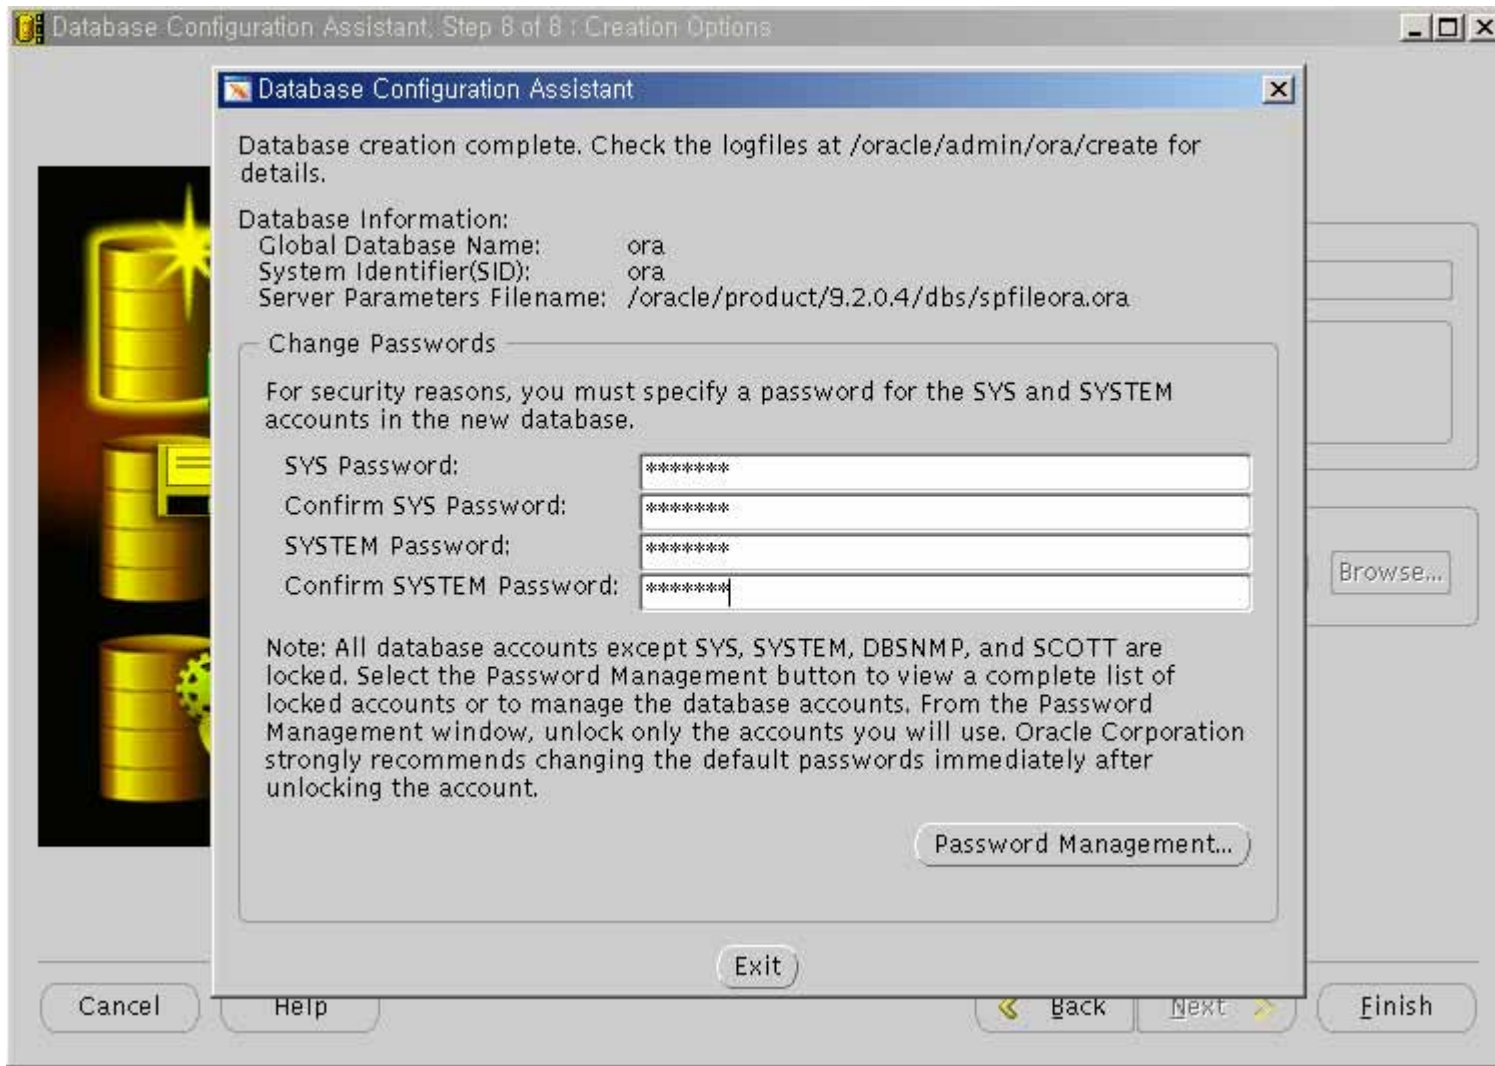 Database Configuration Assistant, Step 8 of 8 : Creation Options
Database Configuration Assistant
Database creation complete. Check the logfiles at /oracle/admin/ora/create for
details.
Database Information:
Global Database Name: ora
System Identifier(SID): ora
Server Parameters Filename: /oracle/product/9.2.0.4/dbs/spfileora.ora
Change Passwords
For security reasons, you must specify a password for the SYS and SYSTEM
accounts in the new database.
SYS Password: *******
Confirm SYS Password: *******
SYSTEM Password: *******
Confirm SYSTEM Password: *******
Browse...
Note: All database accounts except SYS, SYSTEM, DBSNMP, and SCOTT are
locked. Select the Password Management button to view a complete list of
locked accounts or to manage the database accounts. From the Password
Management window, unlock only the accounts you will use. Oracle Corporation
strongly recommends changing the default passwords immediately after
unlocking the account.
Password Management...
Exit
Cancel Help Back Next Finish